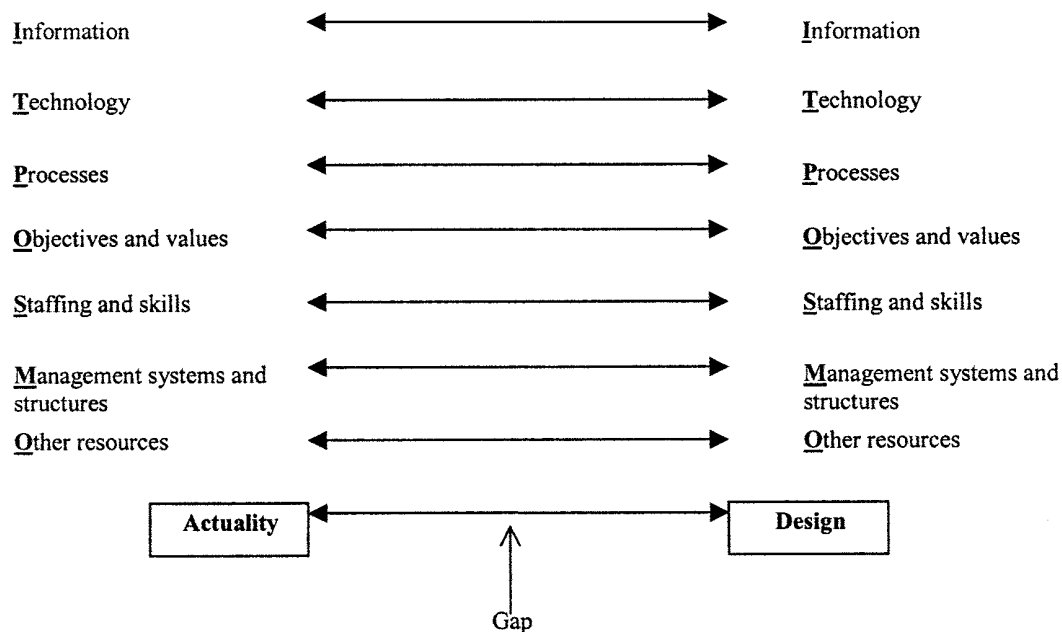 Information Information
Technology Technology
Processes Processes
Objectives and values Objectives and values
Staffing and skills Staffing and skills
Management systems and Management systems and
structures structures
Other resources Other resources
Actuality Design
Gap